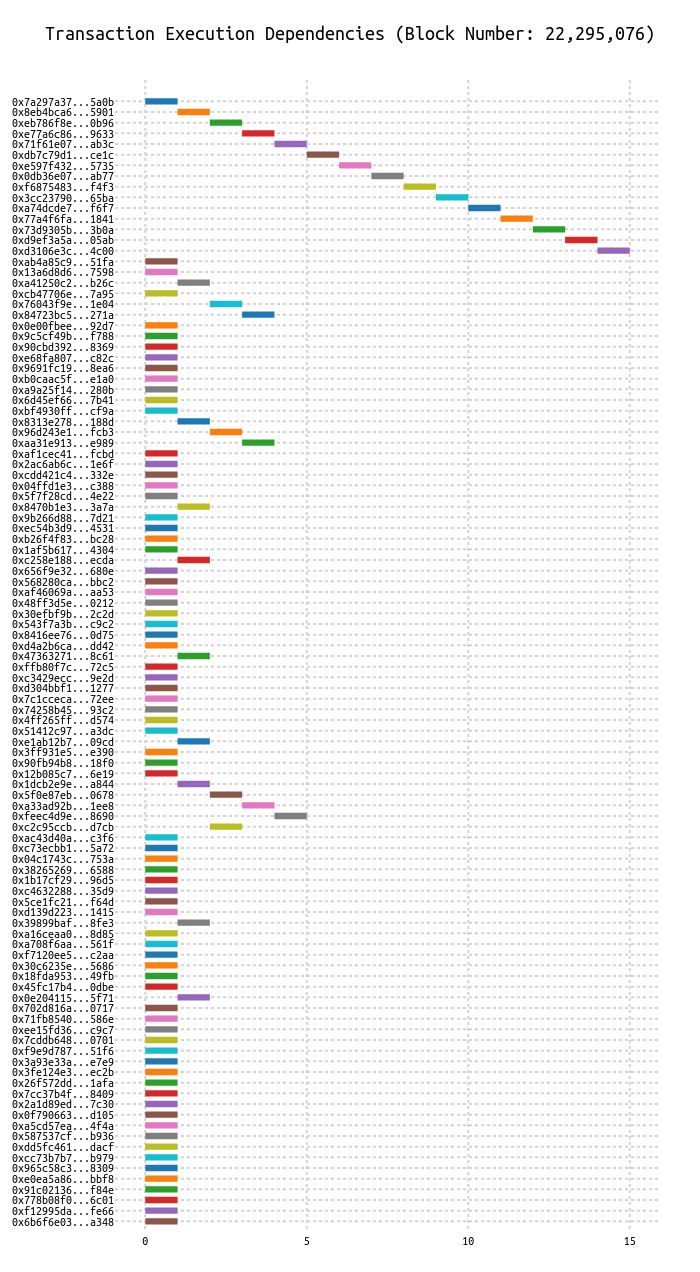 Transaction Execution Dependencies (Block Number: 22,295,076)
0x7a297a37...5a0b
0x8eb4bca6...5901
0xeb786f8e...0b96
0xe77a6c86...9633
0x71f61e07...ab3c
0xdb7c79d1...ce1c
0xe597f432...5735
0x0db36e07...ab77
0xf6875483...f4f3
0x3cc23790...65ba
0xa74dcde7...f6f7
0x77a4f6fa...1841
0x73d9305b...3b0a
0xd9ef3a5a...05ab
0xd3106e3c...4c00
0xab4a85c9...51fa
0x13a6d8d6...7598
0xa41250c2...b26c
0xcb47706e...7a95
0x76043f9e...1e04
0x84723bc5...271a
0x0e00fbee...92d7
0x9c5cf49b...f788
0x90cbd392...8369
0xe68fa807...c82c
0x9691fc19...8ea6
0xb0caac5f...e1a0
0xa9a25f14...280b
0x6d45ef66...7b41
0xbf4930ff...cf9a
0x8313e278...188d
0x96d243e1...fcb3
0xaa31e913...e989
0xaf1cec41...fcbd
0x2ac6ab6c...1e6f
0xcdd421c4...332e
0x04ffd1e3...c388
0x5f7f28cd...4e22
0x8470b1e3...3a7a
0x9b266d88...7d21
0xec54b3d9...4531
0xb26f4f83...bc28
0x1af5b617...4304
0xc258e188...ecda
0x656f9e32...680e
0x568280ca...bbc2
0xaf46069a...aa53
0x48ff3d5e...0212
0x30efbf9b...2c2d
0x543f7a3b...c9c2
0x8416ee76...0d75
0xd4a2b6ca...dd42
0x47363271...8c61
0xffb80f7c...72c5
0xc3429ecc...9e2d
0xd304bbf1...1277
0x7c1cceca...72ee
0x74258b45...93c2
0x4ff265ff...d574
0x51412c97...a3dc
0xe1ab12b7...09cd
0x3ff931e5...e390
0x90fb94b8...18f0
0x12b085c7...6e19
0x1dcb2e9e...a844
0x5f0e87eb...0678
0xa33ad92b...1ee8
0xfeec4d9e...8690
0xc2c95ccb...d7cb
0xac43d40a...c3f6
0xc73ecbb1...5a72
0x04c1743c...753a
0x38265269...6588
0x1b17cf29...96d5
0xc4632288...35d9
0x5ce1fc21...f64d
0xd139d223...1415
0x39899baf...8fe3
0xa16ceaa0...8d85
0xa708f6aa...561f
0xf7120ee5...c2aa
0x30c6235e...5686
0x18fda953...49fb
0x45fc17b4...0dbe
0x0e204115...5f71
0x702d816a...0717
0x71fb8540...586e
0xee15fd36...c9c7
0x7cddb648...0701
0xf9e9d787...51f6
0x3a93e33a...e7e9
0x3fe124e3...ec2b
0x26f572dd...1afa
0x7cc37b4f...8409
0x2a1d89ed...7c30
0x0f790663...d105
0xa5cd57ea...4f4a
0x587537cf...b936
0xdd5fc461...dacf
0xcc73b7b7...b979
0x965c58c3...8309
0xe0ea5a86...bbf8
0x91c02136...f84e
0x778b08f0...6c01
0xf12995da...fe66
0x6b6f6e03...a348
0 5 10 15